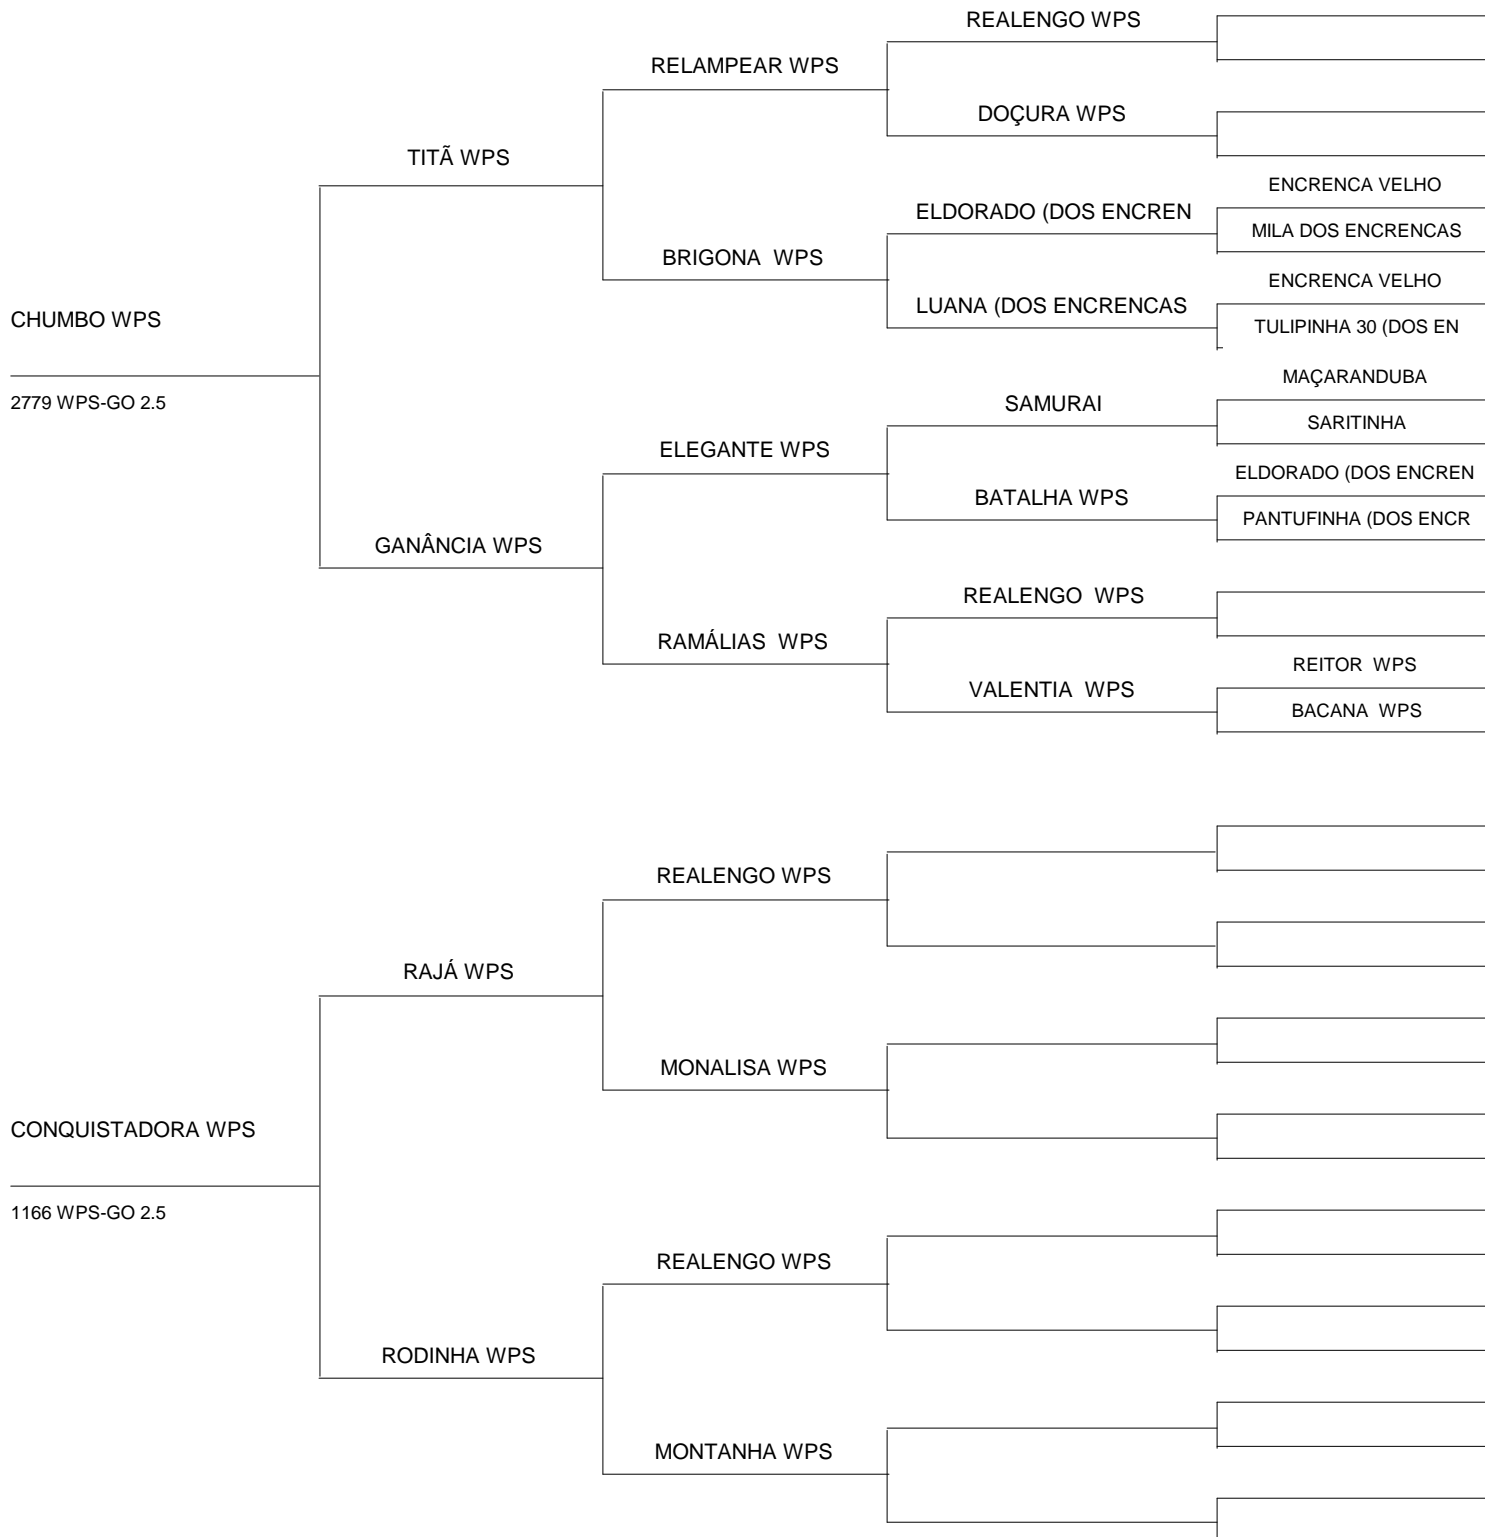 REALENGO WPS
RELAMPEAR WPS
DOÇURA WPS
TITÃ WPS
ENCRENCA VELHO
ELDORADO (DOS ENCREN
MILA DOS ENCRENCAS
BRIGONA  WPS
ENCRENCA VELHO
LUANA (DOS ENCRENCAS
CHUMBO WPS
TULIPINHA 30 (DOS EN
MAÇARANDUBA
2779 WPS-GO 2.5
SAMURAI
SARITINHA
ELEGANTE WPS
ELDORADO (DOS ENCREN
BATALHA WPS
PANTUFINHA (DOS ENCR
GANÂNCIA WPS
REALENGO  WPS
RAMÁLIAS  WPS
REITOR  WPS
VALENTIA  WPS
BACANA  WPS
REALENGO WPS
RAJÁ WPS
MONALISA WPS
CONQUISTADORA WPS
1166 WPS-GO 2.5
REALENGO WPS
RODINHA WPS
MONTANHA WPS